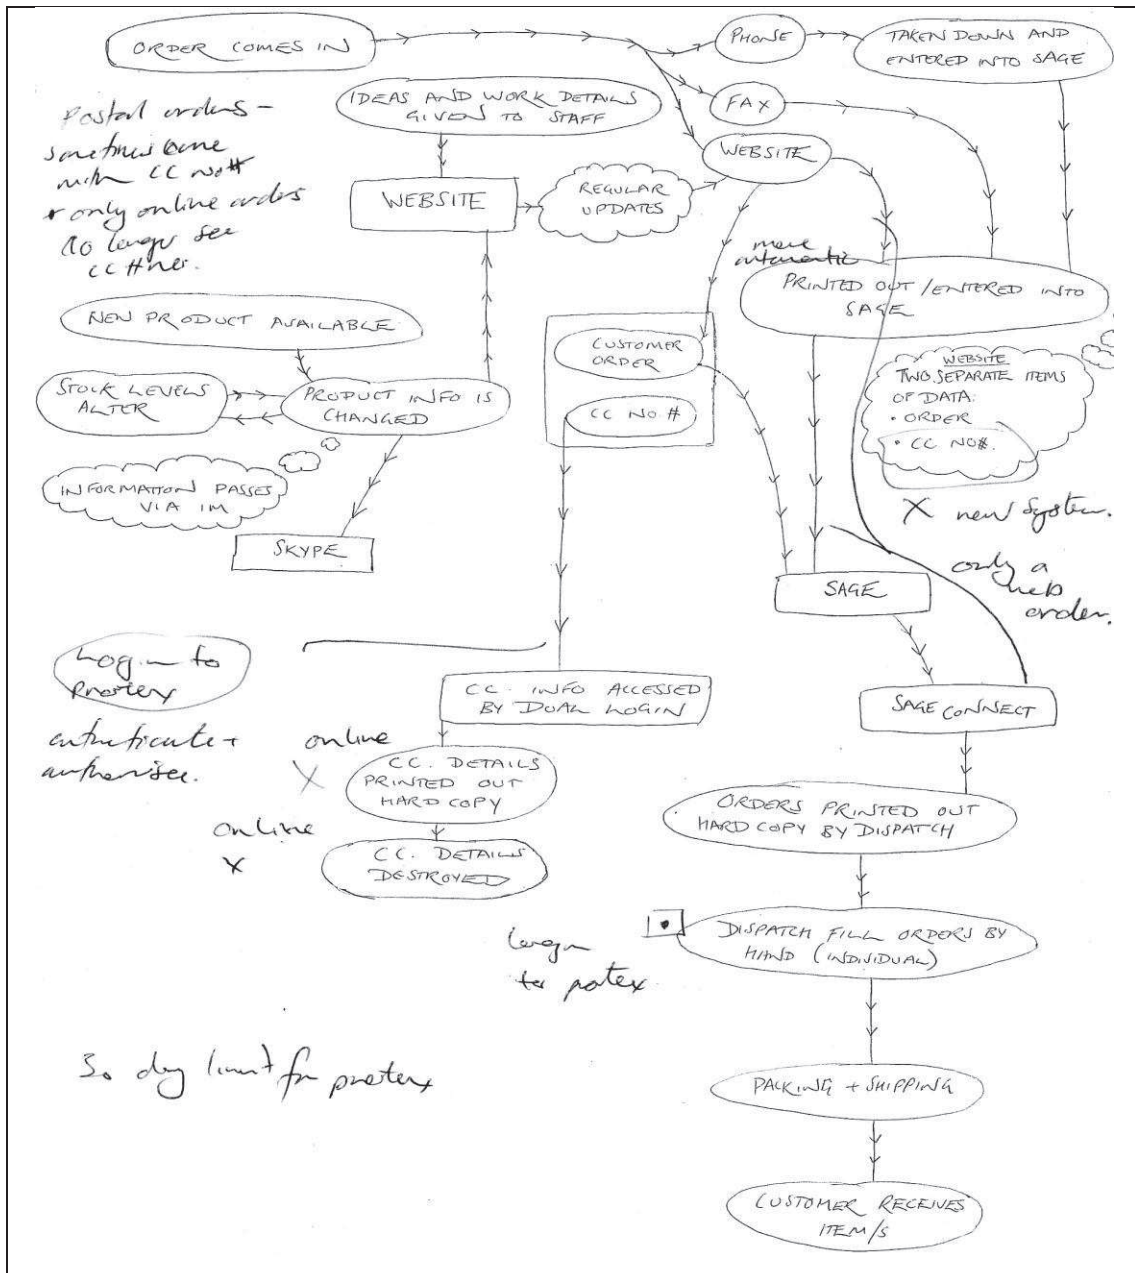 ORDER COMES IN
PHONE
TAKEN DOWN AND
ENTERED INTO SAGE
IDEAS AND WORK DETAILS
GIVEN TO STAFF
FAX
WEBSITE
Postal orders -
sometimes come
with CC No#
+ only online orders
no longer see
CC #
WEBSITE
REGULAR
UPDATES
more
automatic
PRINTED OUT/ENTERED INTO
SAGE
NEW PRODUCT AVAILABLE
CUSTOMER
ORDER
CC NO#
WEBSITE
TWO SEPARATE ITEMS
OF DATA:
• ORDER
• CC NO#.
STOCK LEVELS
ALTER
PRODUCT INFO IS
CHANGED
INFORMATION PASSES
VIA IM
X new system.
SKYPE
SAGE
only a
web
order.
Login to
protex
authenticate +
authorise.
CC. INFO ACCESSED
BY DUAL LOGIN
SAGE CONNECT
online
X
CC. DETAILS
PRINTED OUT
HARD COPY
ORDERS PRINTED OUT
HARD COPY BY DISPATCH
online
X
CC. DETAILS
DESTROYED
DISPATCH FILL ORDERS BY
HAND (INDIVIDUAL)
login
to protex
30 day limit for protex
PACKING + SHIPPING
CUSTOMER RECEIVES
ITEM/S